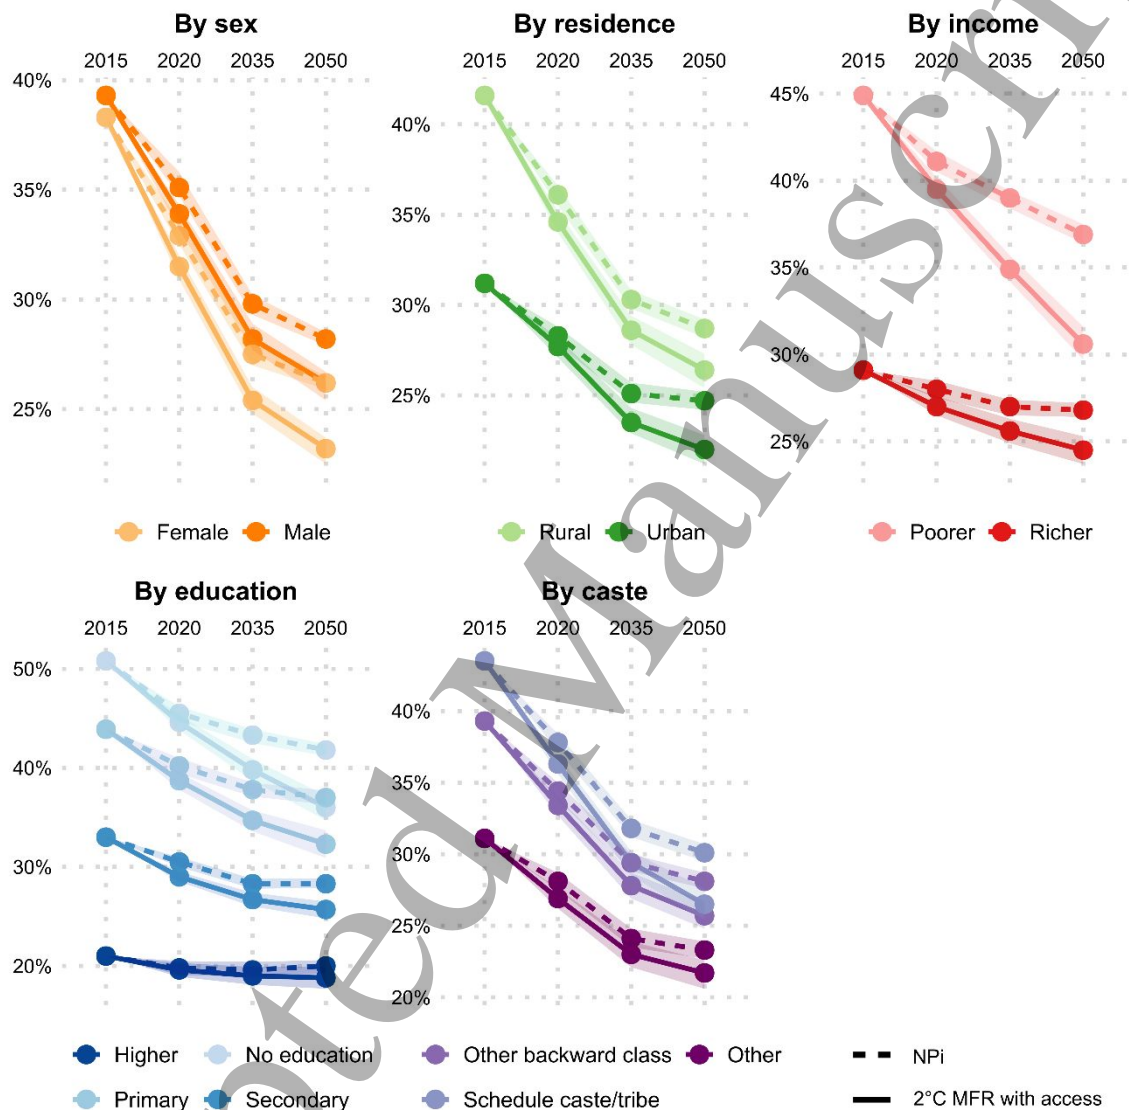 By sex By residence By income
2015 2020 2035 2050 2015 2020 2035 2050 2015 2020 2035 2050
40%
35%
30%
25%
40%
35%
30%
25%
45%
40%
35%
30%
25%
Female Male Rural Urban Poorer Richer
By education By caste
2015 2020 2035 2050 2015 2020 2035 2050
50%
40%
30%
20%
40%
35%
30%
25%
20%
Higher No education Other backward class Other NPi
Primary Secondary Schedule caste/tribe 2°C MFR with access
pted Manuscri